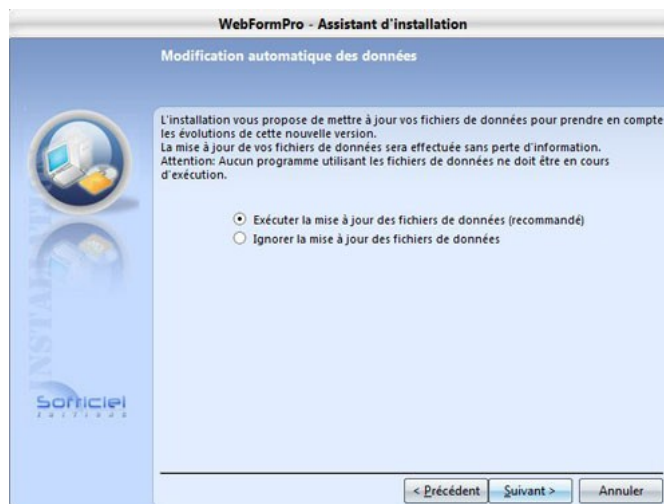 WebFormPro - Assistant d'installation
Modification automatique des données
L'installation vous propose de mettre à jour vos fichiers de données pour prendre en compte
les évolutions de cette nouvelle version.
La mise à jour de vos fichiers de données sera effectuée sans perte d'information.
Attention: Aucun programme utilisant les fichiers de données ne doit être en cours
d'exécution.
Exécuter la mise à jour des fichiers de données (recommandé)
Ignorer la mise à jour des fichiers de données
INSTALLATION
Sorriciel
EDITIONS
< Précédent
Suivant >
Annuler